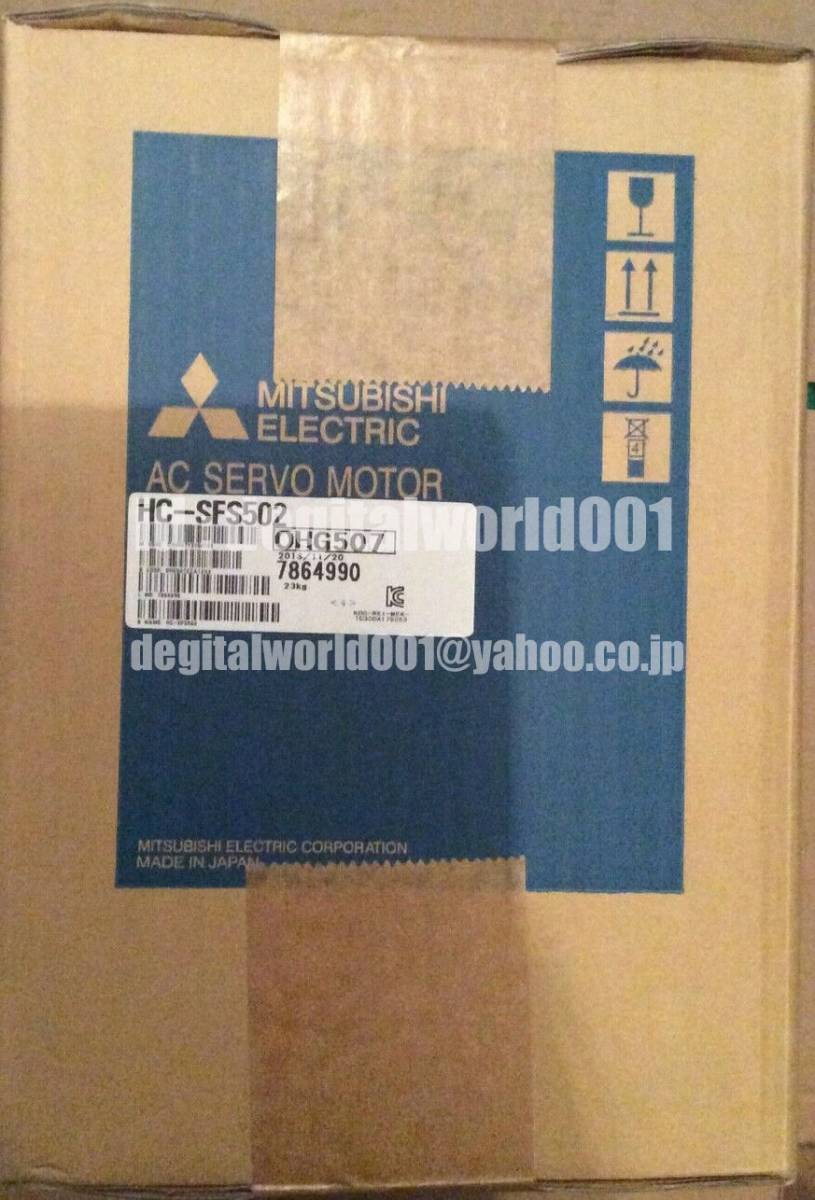 MITSUBISHI
ELECTRIC
AC SERVO MOTOR
HC-SFS502
degitalworld001
OHG507
7864990
23kg
degitalworld001@yahoo.co.jp
4
MITSUBISHI ELECTRIC CORPORATION
MADE IN JAPAN